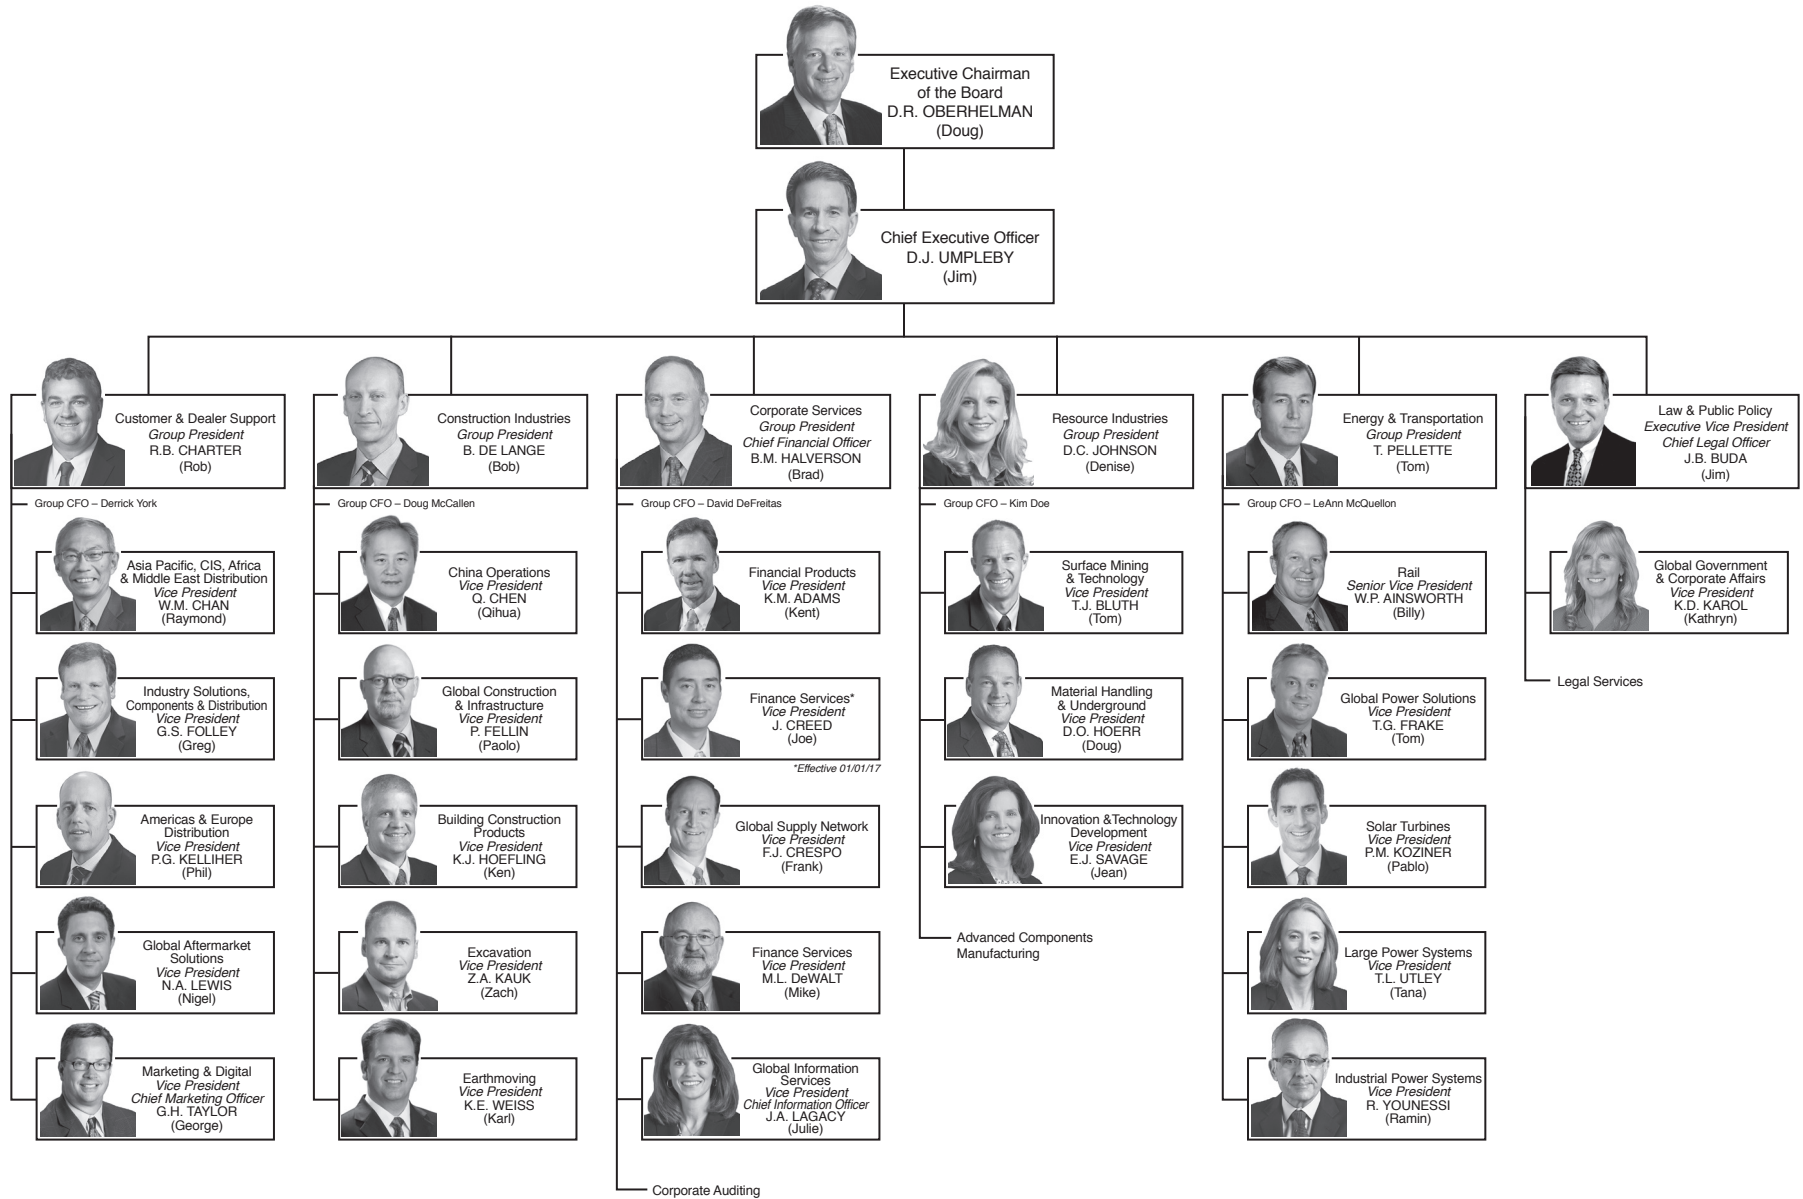 Executive Chairman
of the Board
D.R. OBERHELMAN
(Doug)
Chief Executive Officer
D.J. UMPLEBY
(Jim)
Customer & Dealer Support
Group President
R.B. CHARTER
(Rob)
Group CFO – Derrick York
Asia Pacific, CIS, Africa
& Middle East Distribution
Vice President
W.M. CHAN
(Raymond)
Industry Solutions,
Components & Distribution
Vice President
G.S. FOLLEY
(Greg)
Americas & Europe
Distribution
Vice President
P.G. KELLIHER
(Phil)
Global Aftermarket
Solutions
Vice President
N.A. LEWIS
(Nigel)
Marketing & Digital
Vice President
Chief Marketing Officer
G.H. TAYLOR
(George)
Construction Industries
Group President
B. DE LANGE
(Bob)
Group CFO – Doug McCallen
China Operations
Vice President
Q. CHEN
(Qihua)
Global Construction
& Infrastructure
Vice President
P. FELLIN
(Paolo)
Building Construction
Products
Vice President
K.J. HOEFLING
(Ken)
Excavation
Vice President
Z.A. KAUK
(Zach)
Earthmoving
Vice President
K.E. WEISS
(Karl)
Corporate Services
Group President
Chief Financial Officer
B.M. HALVERSON
(Brad)
Group CFO – David DeFreitas
Financial Products
Vice President
K.M. ADAMS
(Kent)
Finance Services*
Vice President
J. CREED
(Joe)
*Effective 01/01/17
Global Supply Network
Vice President
F.J. CRESPO
(Frank)
Finance Services
Vice President
M.L. DeWALT
(Mike)
Global Information
Services
Vice President
Chief Information Officer
J.A. LAGACY
(Julie)
Corporate Auditing
Resource Industries
Group President
D.C. JOHNSON
(Denise)
Group CFO – Kim Doe
Surface Mining
& Technology
Vice President
T.J. BLUTH
(Tom)
Material Handling
& Underground
Vice President
D.O. HOERR
(Doug)
Innovation &Technology
Development
Vice President
E.J. SAVAGE
(Jean)
Advanced Components
Manufacturing
Energy & Transportation
Group President
T. PELLETTE
(Tom)
Group CFO – LeAnn McQuellon
Rail
Senior Vice President
W.P. AINSWORTH
(Billy)
Global Power Solutions
Vice President
T.G. FRAKE
(Tom)
Solar Turbines
Vice President
P.M. KOZINER
(Pablo)
Large Power Systems
Vice President
T.L. UTLEY
(Tana)
Industrial Power Systems
Vice President
R. YOUNESSI
(Ramin)
Law & Public Policy
Executive Vice President
Chief Legal Officer
J.B. BUDA
(Jim)
Global Government
& Corporate Affairs
Vice President
K.D. KAROL
(Kathryn)
Legal Services